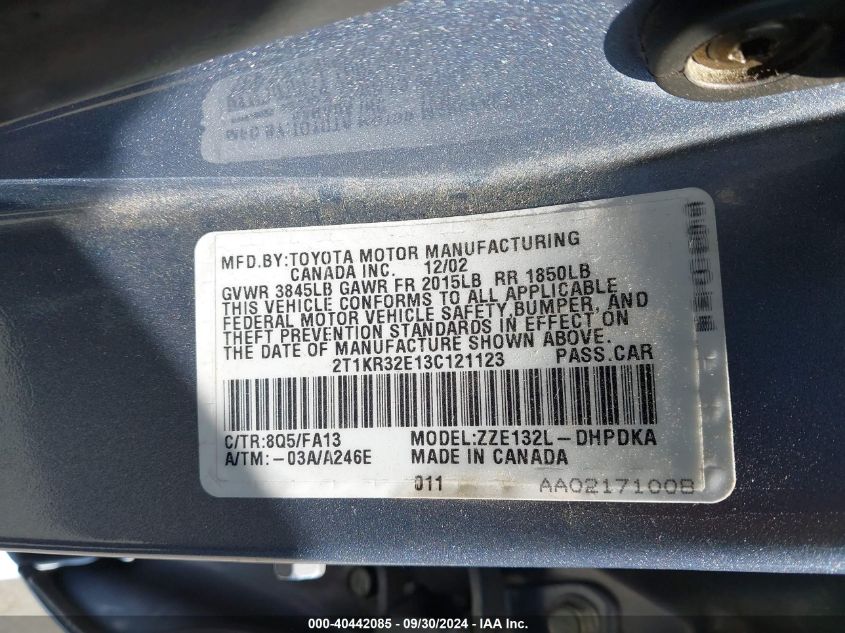 MFD.BY:TOYOTA MOTOR MANUFACTURING
CANADA INC. 12/02
GVWR 3845LB GAWR FR 2015LB RR 1850LB
THIS VEHICLE CONFORMS TO ALL APPLICABLE
FEDERAL MOTOR VEHICLE SAFETY,BUMPER, AND
THEFT PREVENTION STANDARDS IN EFFECT ON
THE DATE OF MANUFACTURE SHOWN ABOVE.
2T1KR32E13C121123 PASS.CAR
C/TR:8Q5/FA13 MODEL:ZZE132L-DHPDKA
A/TM:-03A/A246E MADE IN CANADA
011 AA0217100B
000-40442085 - 09/30/2024 - IAA Inc.